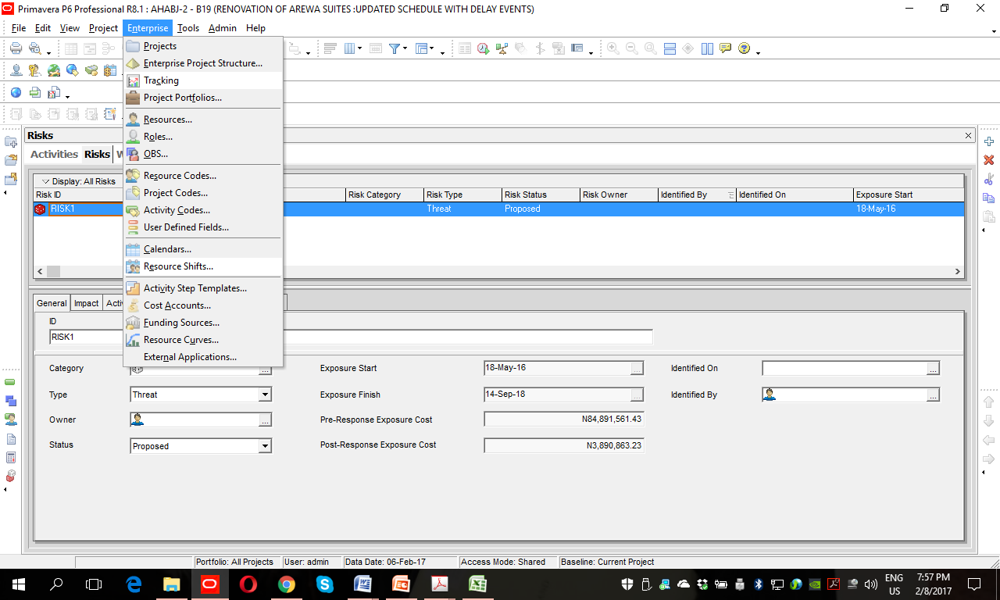 Primavera P6 Professional R8.1 : AHABJ-2 - B19 (RENOVATION OF AREWA SUITES :UPDATED SCHEDULE WITH DELAY EVENTS)
File Edit View Project Enterprise Tools Admin Help
Projects
Enterprise Project Structure...
Tracking
Project Portfolios...
Resources...
Roles...
OBS...
Resource Codes...
Project Codes...
Activity Codes...
User Defined Fields...
Calendars...
Resource Shifts...
Activity Step Templates...
Cost Accounts...
Funding Sources...
Resource Curves...
External Applications...
Risks
Activities Risks
Display: All Risks
Risk ID Risk Category Risk Type Risk Status Risk Owner Identified By Identified On Exposure Start
RISK1 Threat Proposed 18-May-16
General Impact
ID
RISK1
Category Exposure Start 18-May-16 Identified On
Type Threat Exposure Finish 14-Sep-18 Identified By
Owner Pre-Response Exposure Cost N84,891,561.43
Status Proposed Post-Response Exposure Cost N3,890,863.23
Portfolio: All Projects User: admin Data Date: 06-Feb-17 Access Mode: Shared Baseline: Current Project
ENG 7:57 PM
US 2/8/2017